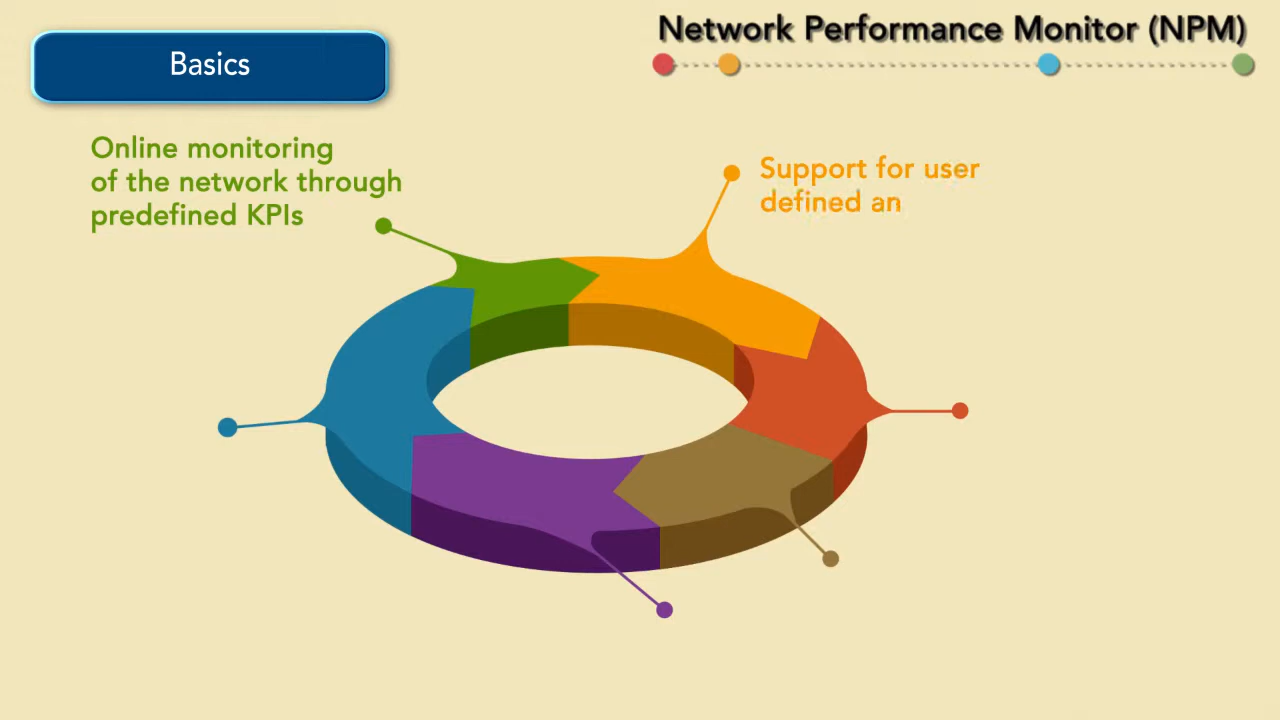 Network Performance Monitor (NPM)
Basics
Online monitoring
of the network through
predefined KPIs
Support for user
defined an